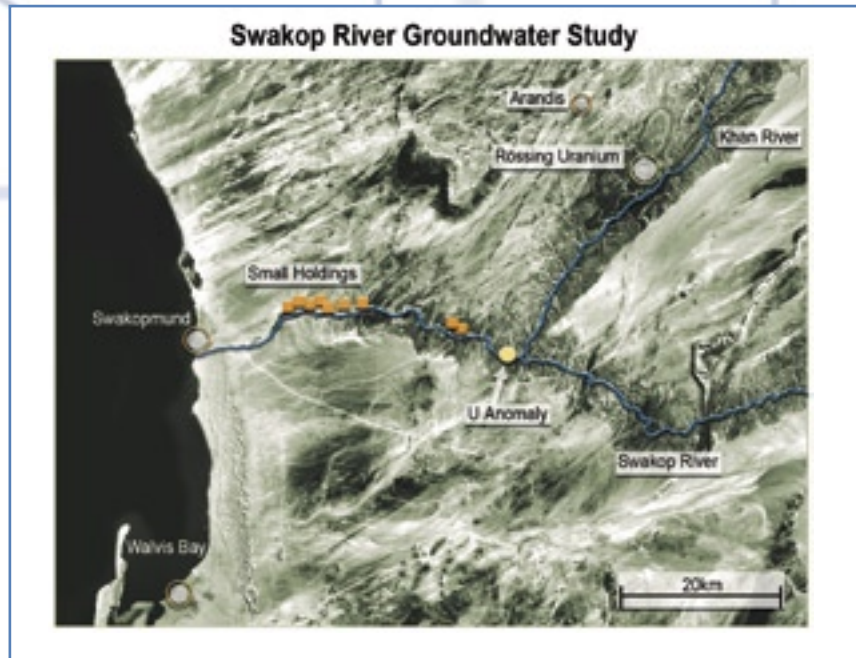 Swakop River Groundwater Study
Arandis
Khan River
Rössing Uranium
Small Holdings
Swakopmund
U Anomaly
Swakop River
Walvis Bay
20km